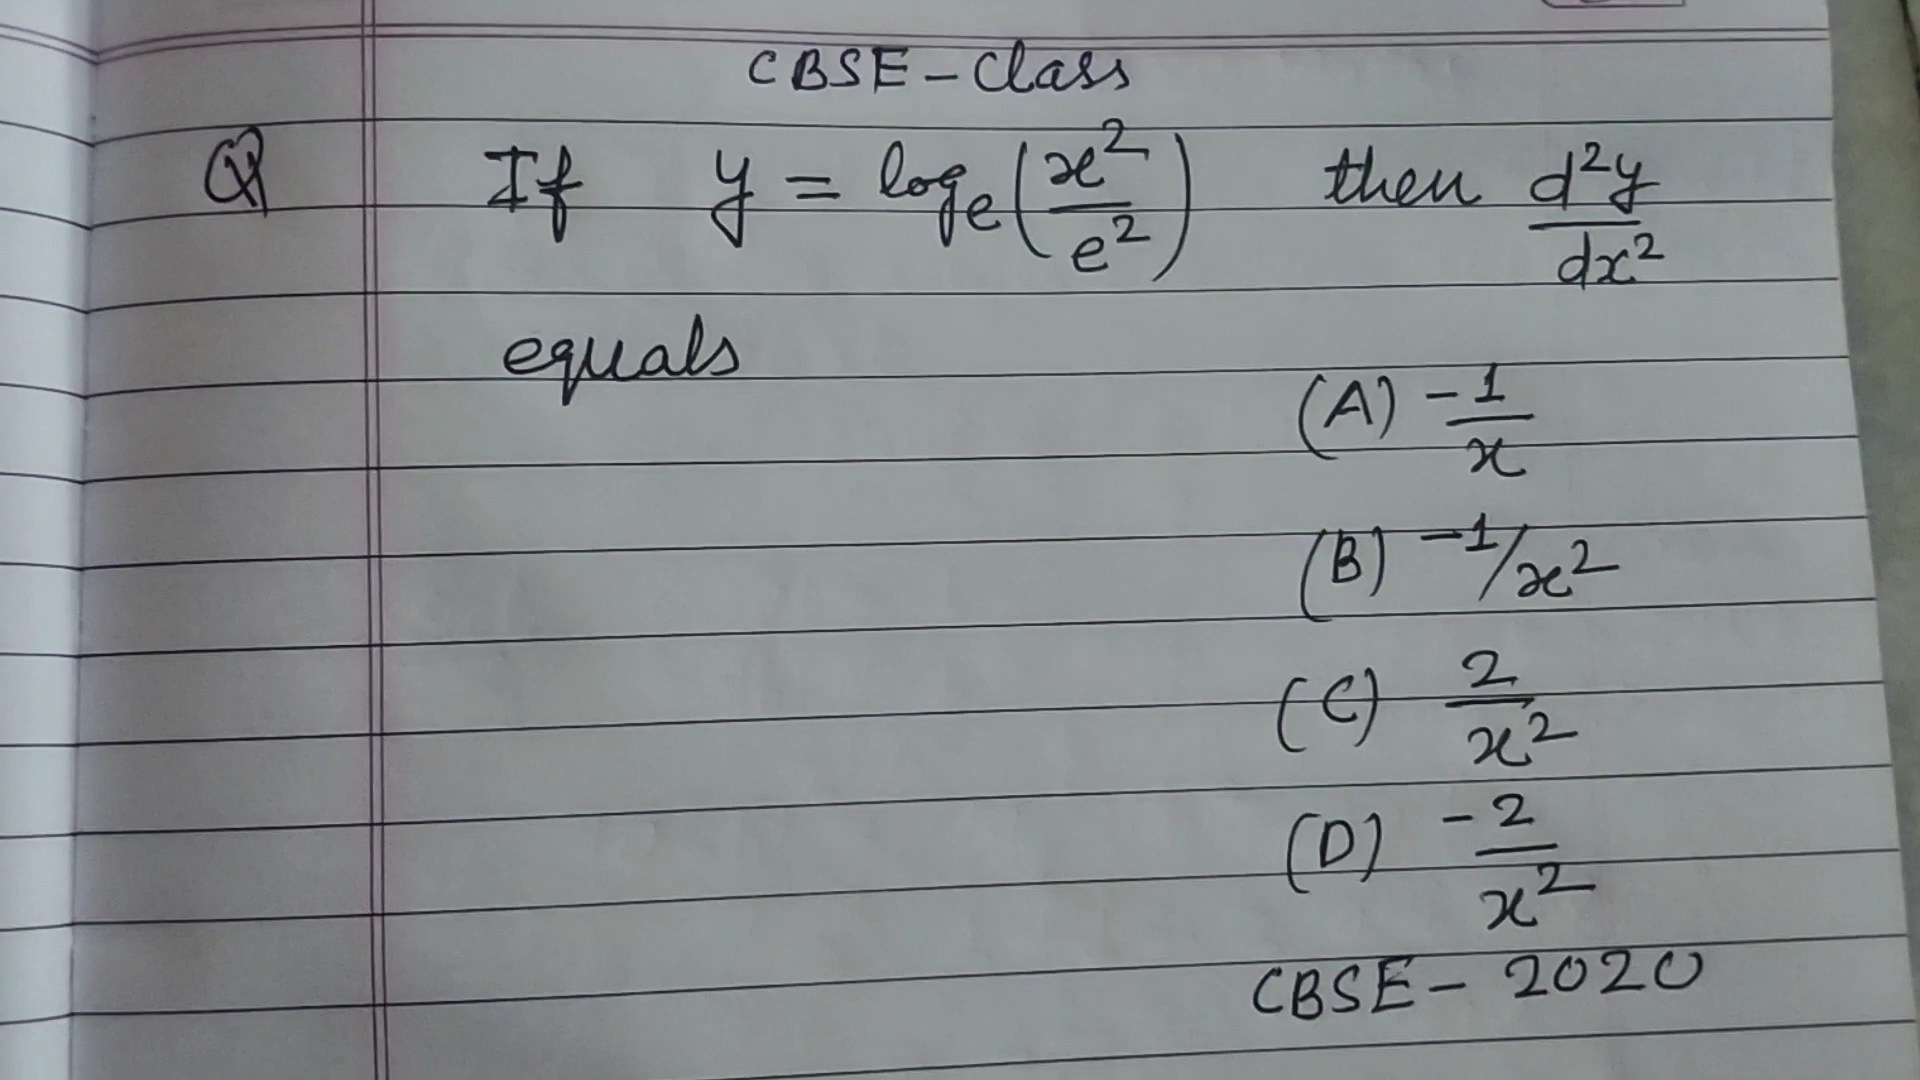 CBSE - Class
Q If y = logₑ(x²/e²) then d²y/dx²
equals
(A) -1/x
(B) -1/x²
(C) 2/x²
(D) -2/x²
CBSE - 2020